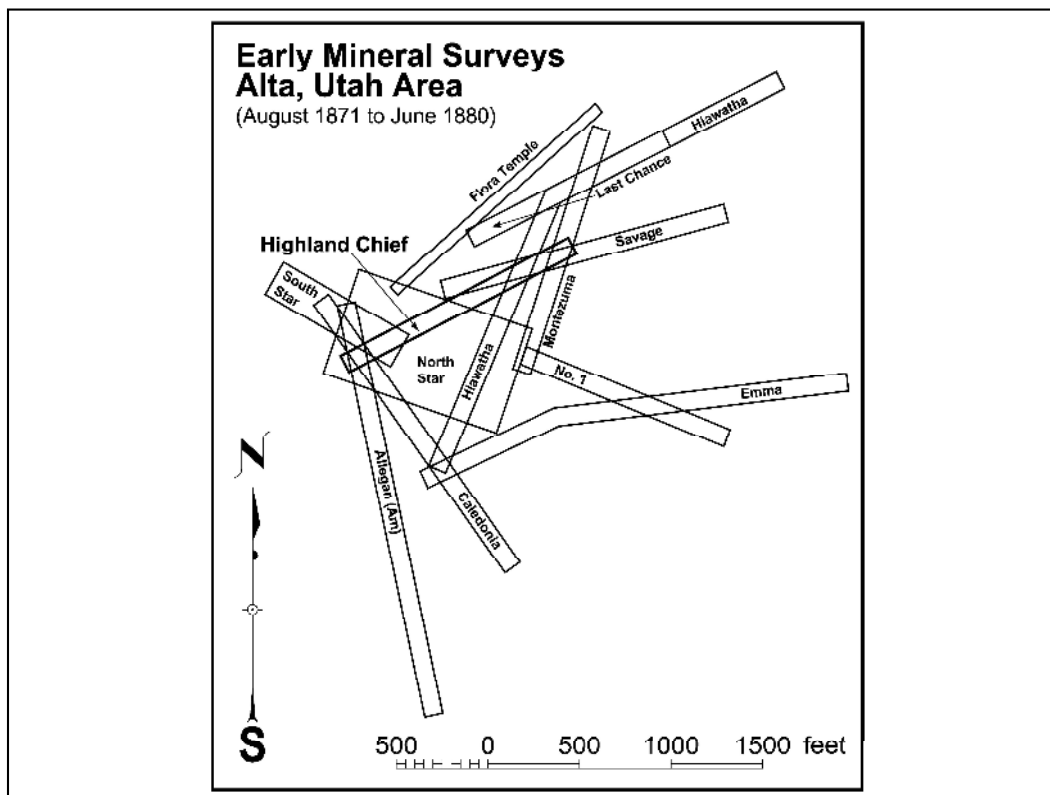 Early Mineral Surveys
Alta, Utah Area
(August 1871 to June 1880)
Hiawatha
Flora Temple
Last Chance
Savage
Highland Chief
South
Star
Montezuma
North
Star
Hiawatha
No. 1
Emma
N
Allegan (Am)
Caledonia
S
500 0 500 1000 1500 feet